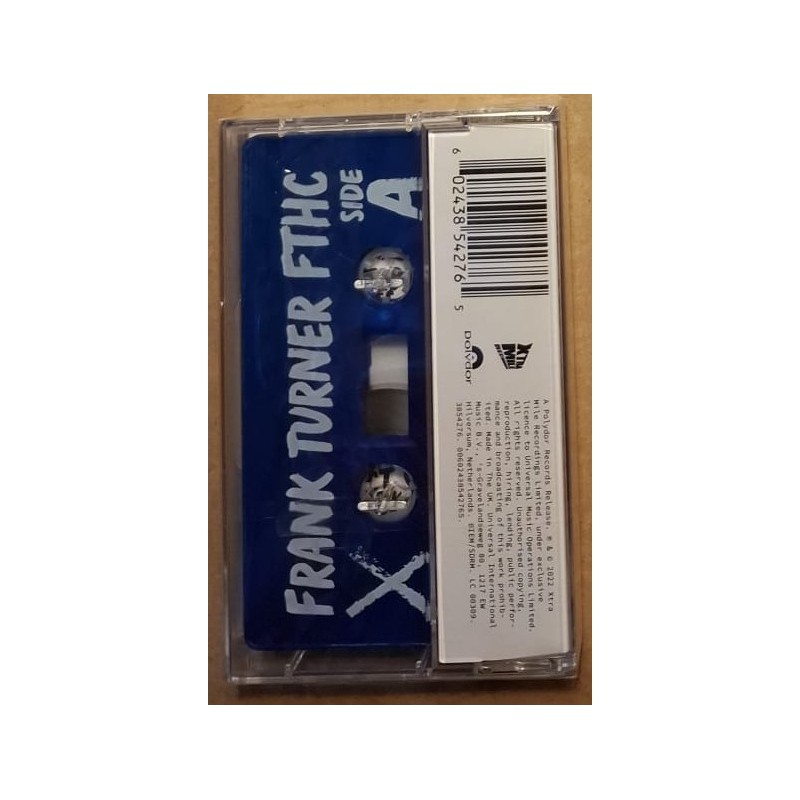 FRANK TURNER FTHC
SIDE
A
X
6 02438 54276 5
Polydor
XTRA
MILE
A Polydor Records Release. ℗ & © 2022 Xtra
Mile Recordings Limited, under exclusive
licence to Universal Music Operations Limited.
All rights reserved. Unauthorised copying,
reproduction, hiring, lending, public perfor-
mance and broadcasting of this work prohib-
ited. Made in The UK. Universal International
Music B.V., 's-Gravelandseweg 80, 1217 EW
Hilversum, Netherlands. BIEM/SDRM. LC 00309.
3854276. 00602438542765.